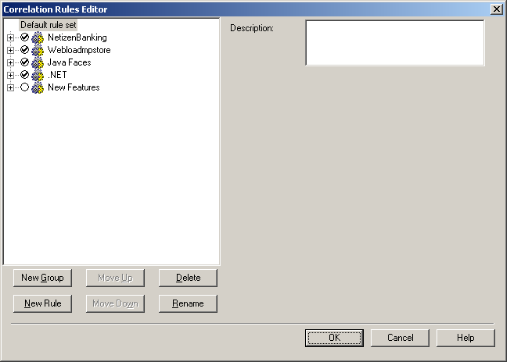 Correlation Rules Editor
Default rule set
NetizenBanking
Webloadmpstore
Java Faces
.NET
New Features
Description:
New Group
Move Up
Delete
New Rule
Move Down
Rename
OK
Cancel
Help